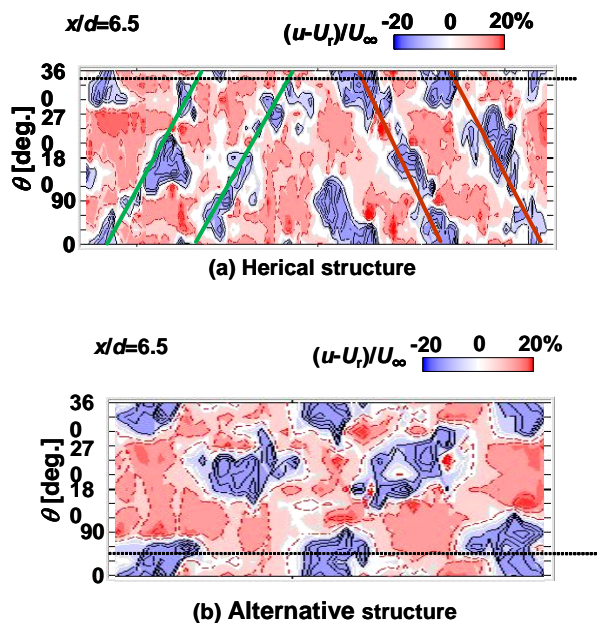 x/d=6.5
(u-Ur)/U∞
-20 0 20%
36
0
27
0
18
0
90
0
θ [deg.]
(a) Herical structure
x/d=6.5
(u-Ur)/U∞
-20 0 20%
36
0
27
0
18
0
90
0
θ [deg.]
(b) Alternative structure